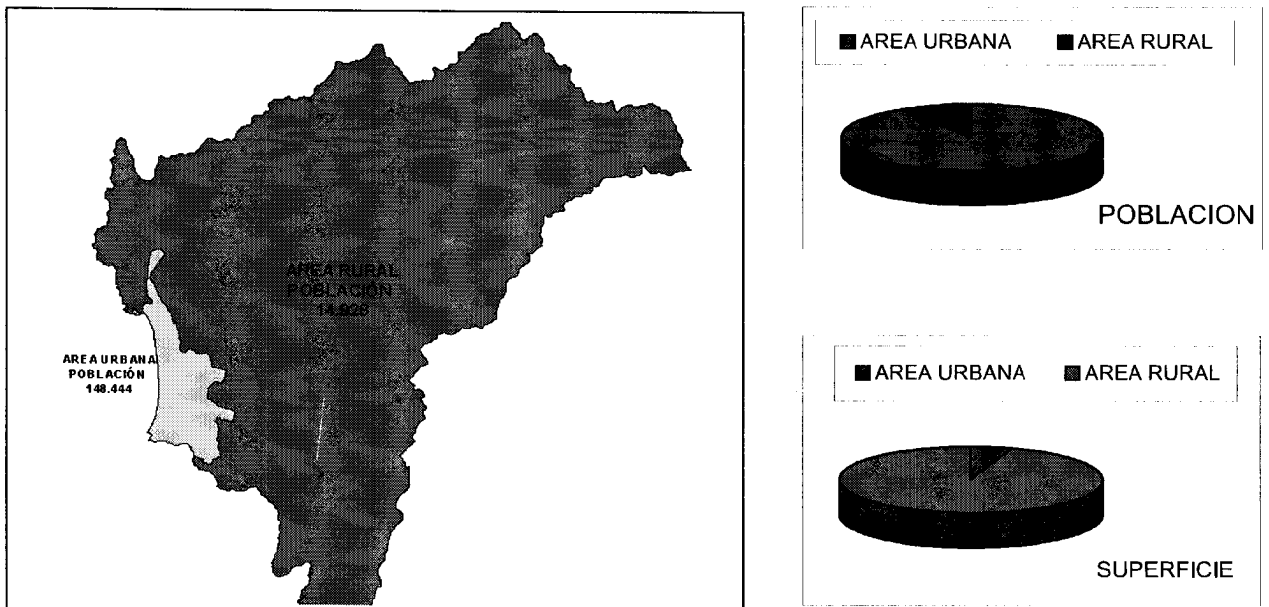 AREA RURAL
POBLACIÓN
14.926
AREA URBANA
POBLACIÓN
148.444
AREA URBANA AREA RURAL
POBLACION
AREA URBANA AREA RURAL
SUPERFICIE